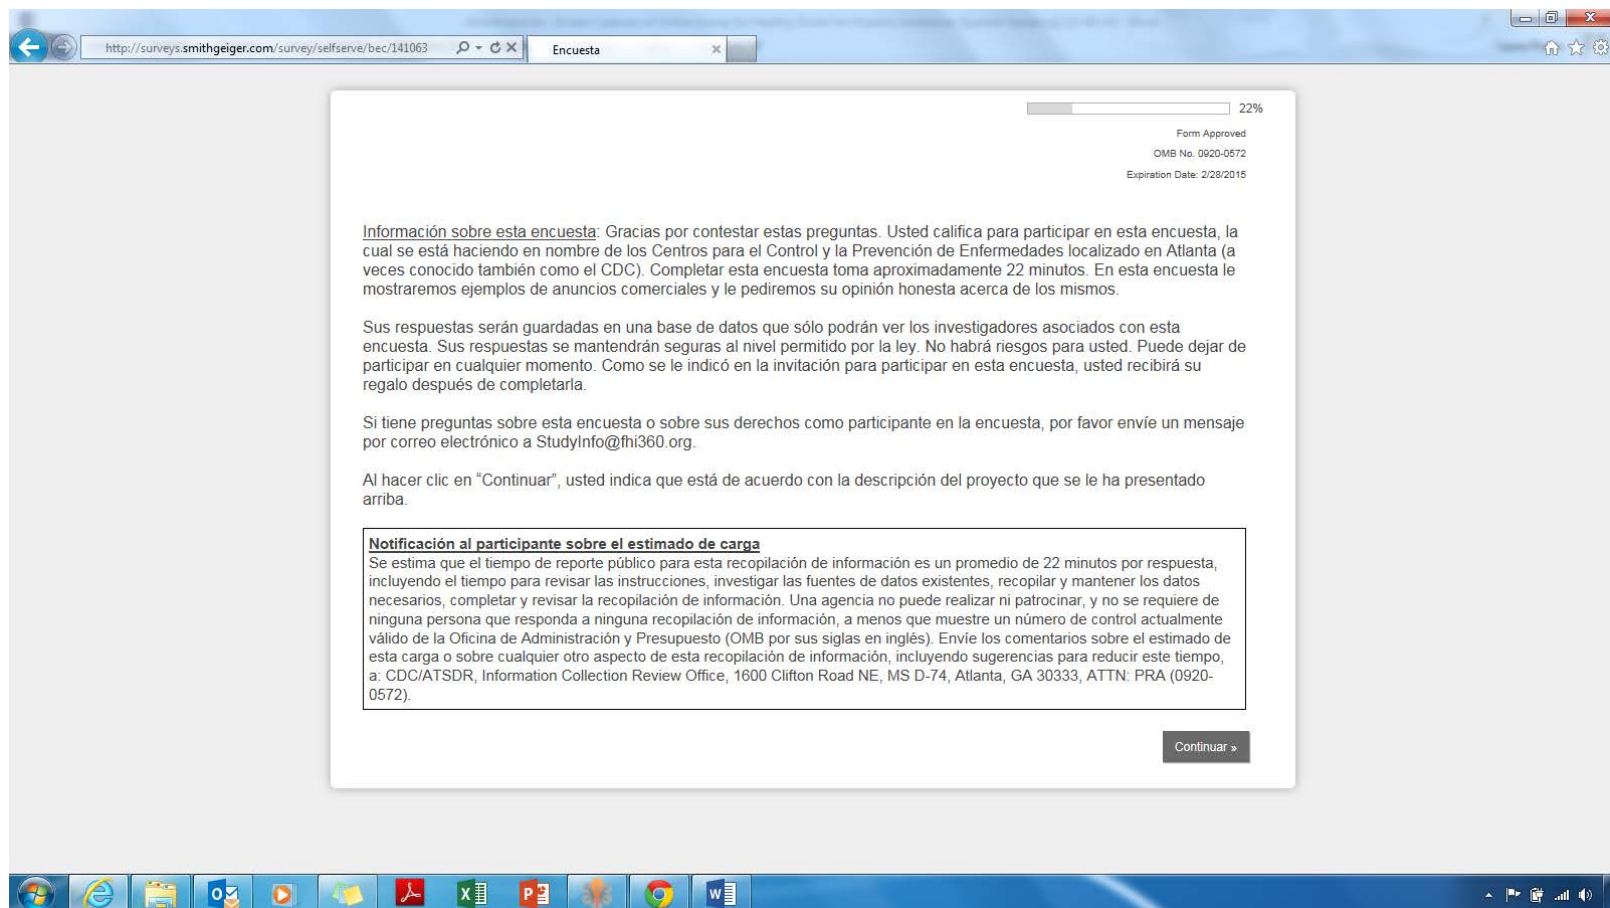 http://surveys.smithgeiger.com/survey/selfserve/bec/141063
Encuesta
22%
Form Approved
OMB No. 0920-0572
Expiration Date: 2/28/2015
Información sobre esta encuesta: Gracias por contestar estas preguntas. Usted califica para participar en esta encuesta, la
cual se está haciendo en nombre de los Centros para el Control y la Prevención de Enfermedades localizado en Atlanta (a
veces conocido también como el CDC). Completar esta encuesta toma aproximadamente 22 minutos. En esta encuesta le
mostraremos ejemplos de anuncios comerciales y le pediremos su opinión honesta acerca de los mismos.
Sus respuestas serán guardadas en una base de datos que sólo podrán ver los investigadores asociados con esta
encuesta. Sus respuestas se mantendrán seguras al nivel permitido por la ley. No habrá riesgos para usted. Puede dejar de
participar en cualquier momento. Como se le indicó en la invitación para participar en esta encuesta, usted recibirá su
regalo después de completarla.
Si tiene preguntas sobre esta encuesta o sobre sus derechos como participante en la encuesta, por favor envíe un mensaje
por correo electrónico a StudyInfo@fhi360.org.
Al hacer clic en “Continuar”, usted indica que está de acuerdo con la descripción del proyecto que se le ha presentado
arriba.
Notificación al participante sobre el estimado de carga
Se estima que el tiempo de reporte público para esta recopilación de información es un promedio de 22 minutos por respuesta,
incluyendo el tiempo para revisar las instrucciones, investigar las fuentes de datos existentes, recopilar y mantener los datos
necesarios, completar y revisar la recopilación de información. Una agencia no puede realizar ni patrocinar, y no se requiere de
ninguna persona que responda a ninguna recopilación de información, a menos que muestre un número de control actualmente
válido de la Oficina de Administración y Presupuesto (OMB por sus siglas en inglés). Envíe los comentarios sobre el estimado de
esta carga o sobre cualquier otro aspecto de esta recopilación de información, incluyendo sugerencias para reducir este tiempo,
a: CDC/ATSDR, Information Collection Review Office, 1600 Clifton Road NE, MS D-74, Atlanta, GA 30333, ATTN: PRA (0920-
0572).
Continuar »